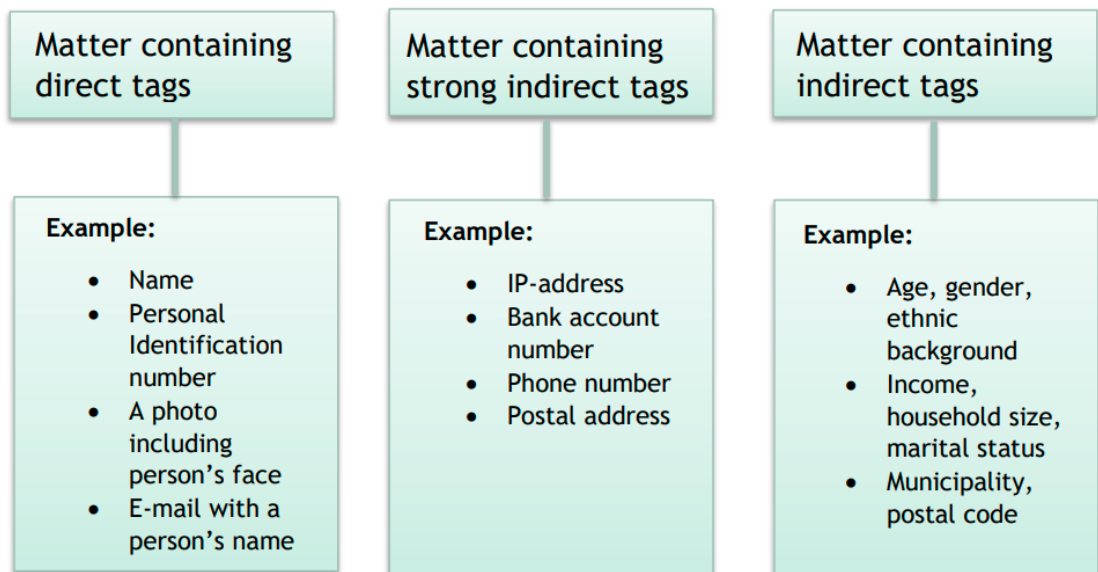 Matter containing
direct tags
Example:
• Name
• Personal
Identification
number
• A photo
including
person's face
• E-mail with a
person's name
Matter containing
strong indirect tags
Example:
• IP-address
• Bank account
number
• Phone number
• Postal address
Matter containing
indirect tags
Example:
• Age, gender,
ethnic
background
• Income,
household size,
marital status
• Municipality,
postal code